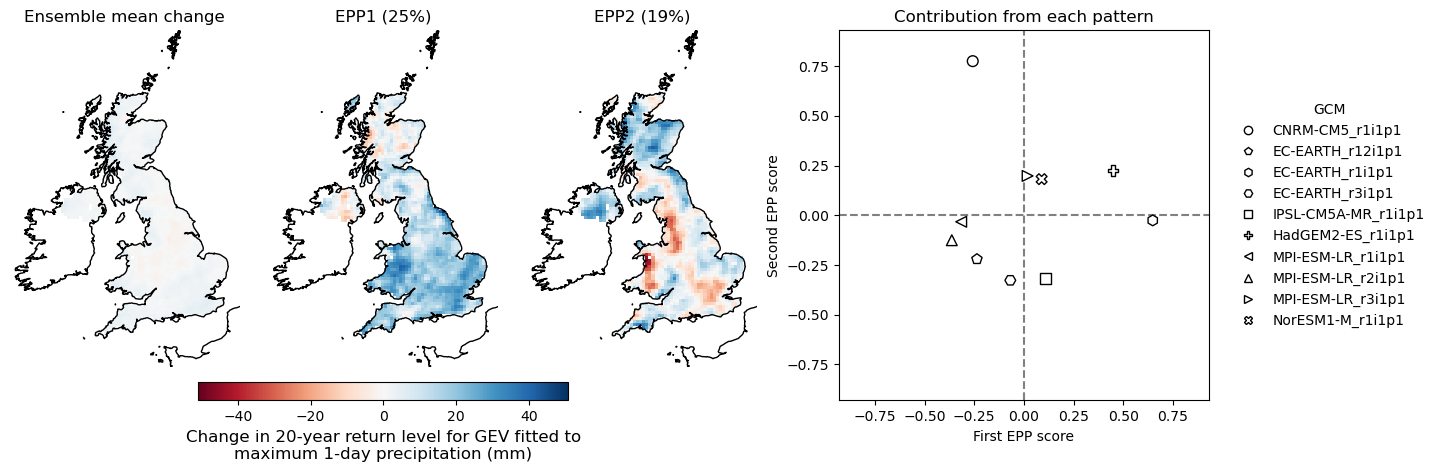 Ensemble mean change
EPP1 (25%)
EPP2 (19%)
Contribution from each pattern
−40
−20
0
20
40
Change in 20-year return level for GEV fitted to
maximum 1-day precipitation (mm)
Second EPP score
0.75
0.50
0.25
0.00
−0.25
−0.50
−0.75
−0.75
−0.50
−0.25
0.00
0.25
0.50
0.75
First EPP score
GCM
CNRM-CM5_r1i1p1
EC-EARTH_r12i1p1
EC-EARTH_r1i1p1
EC-EARTH_r3i1p1
IPSL-CM5A-MR_r1i1p1
HadGEM2-ES_r1i1p1
MPI-ESM-LR_r1i1p1
MPI-ESM-LR_r2i1p1
MPI-ESM-LR_r3i1p1
NorESM1-M_r1i1p1